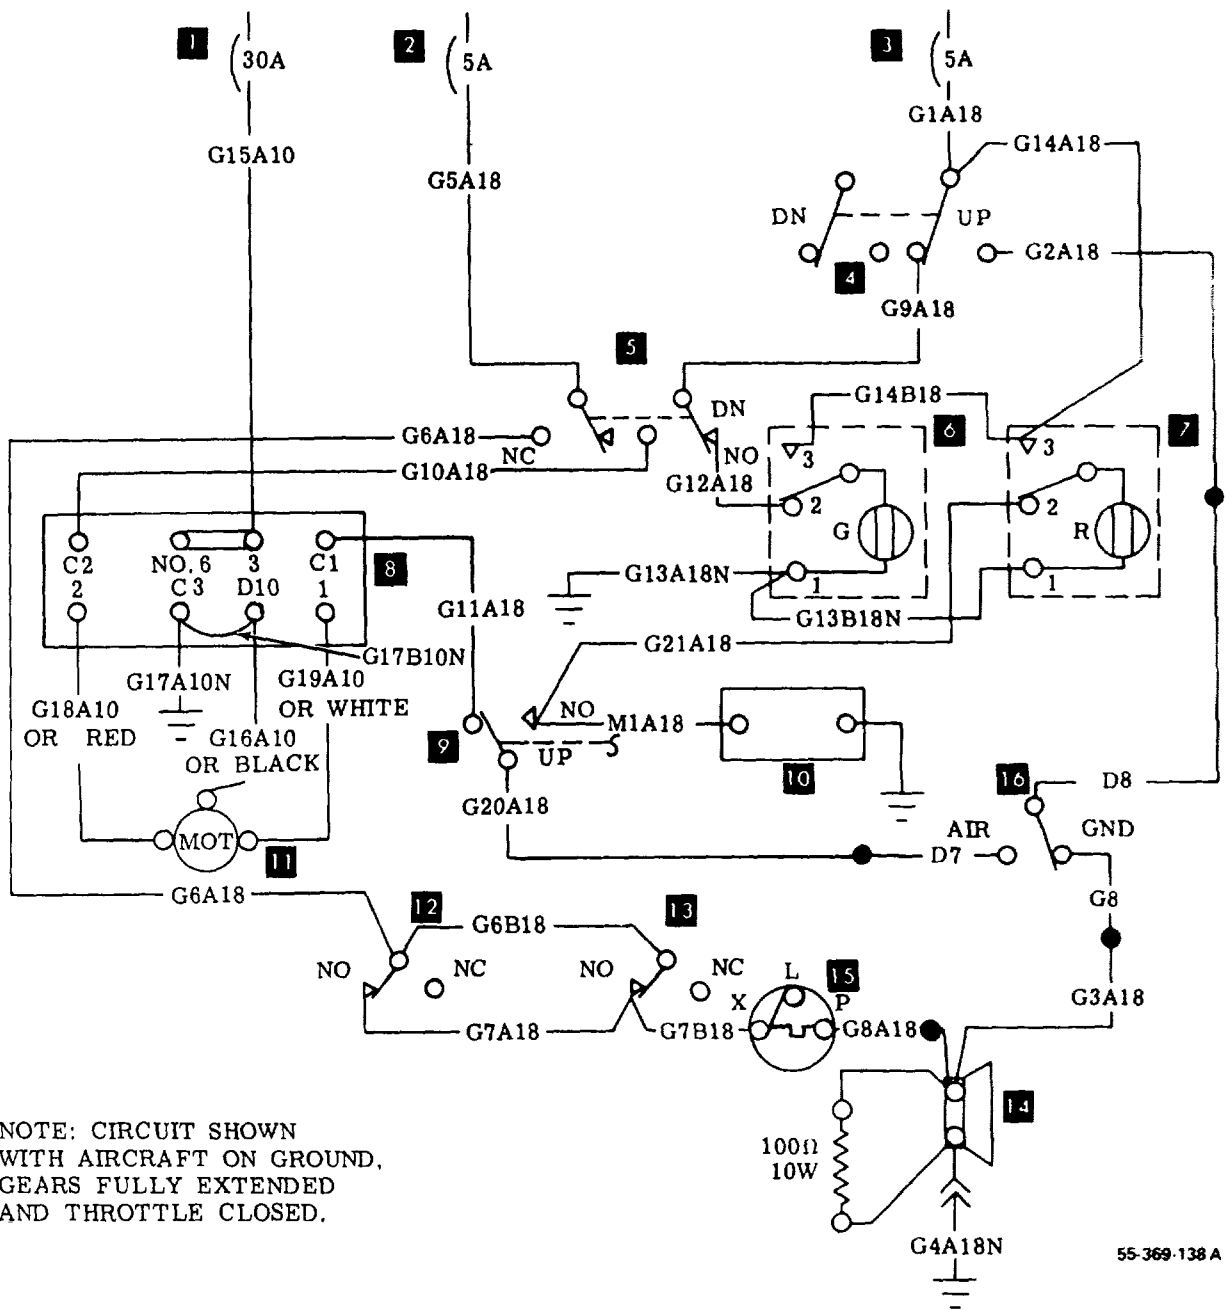 1
30A
2
5A
3
5A
G1A18
G15A10
G14A18
G5A18
DN
UP
4
G2A18
G9A18
5
G14B18
DN
6
7
G6A18
NC
NO
3
3
G10A18
G12A18
2
2
G
R
C2
NO. 6
3
C1
8
2
C3
D10
1
G13A18N
1
1
G11A18
G13B18N
G21A18
G17B10N
G17A10N
G19A10
OR WHITE
G18A10
OR RED
G16A10
OR BLACK
NO
M1A18
9
UP
10
16
D8
G20A18
MOT
11
AIR
GND
D7
G6A18
G8
12
13
G6B18
NO
NC
NO
NC
L
15
X
P
G3A18
G7A18
G7B18
G8A18
14
100Ω
10W
NOTE: CIRCUIT SHOWN
WITH AIRCRAFT ON GROUND,
GEARS FULLY EXTENDED
AND THROTTLE CLOSED.
G4A18N
55-369-138 A